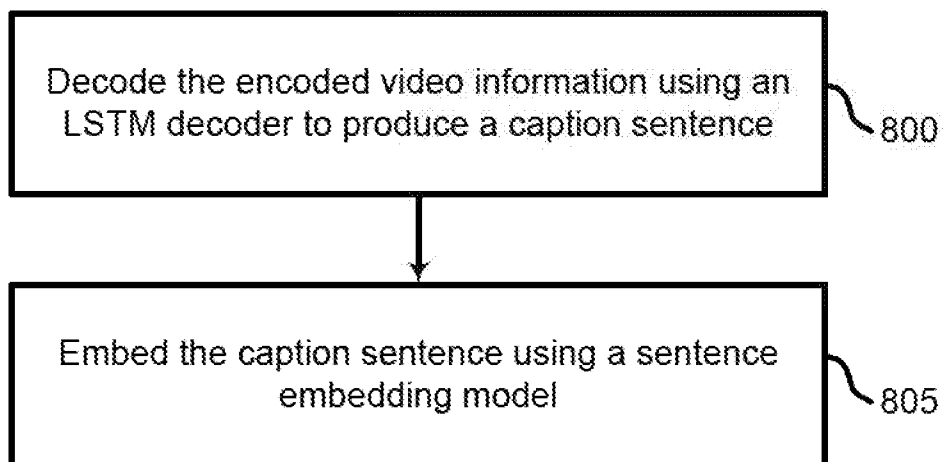 Decode the encoded video information using an
LSTM decoder to produce a caption sentence
800
Embed the caption sentence using a sentence
embedding model
805